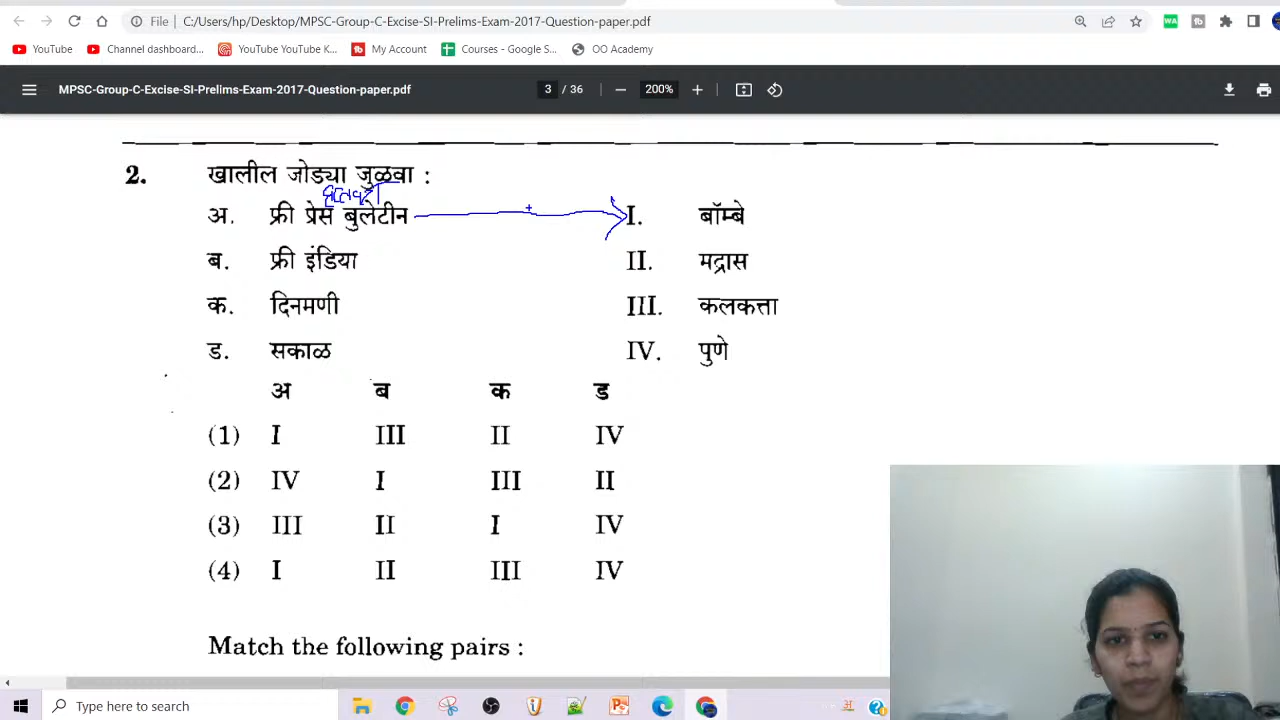 File C:/Users/hp/Desktop/MPSC-Group-C-Excise-SI-Prelims-Exam-2017-Question-paper.pdf
YouTube Channel dashboard... YouTube YouTube K... My Account Courses - Google S... OO Academy
MPSC-Group-C-Excise-SI-Prelims-Exam-2017-Question-paper.pdf 3 / 36 200%
2. खालील जोड्या जुळवा :
अ. फ्री प्रेस बुलेटीन I. बॉम्बे
ब. फ्री इंडिया II. मद्रास
क. दिनमणी III. कलकत्ता
ड. सकाळ IV. पुणे
अ ब क ड
(1) I III II IV
(2) IV I III II
(3) III II I IV
(4) I II III IV
Match the following pairs :
Type here to search